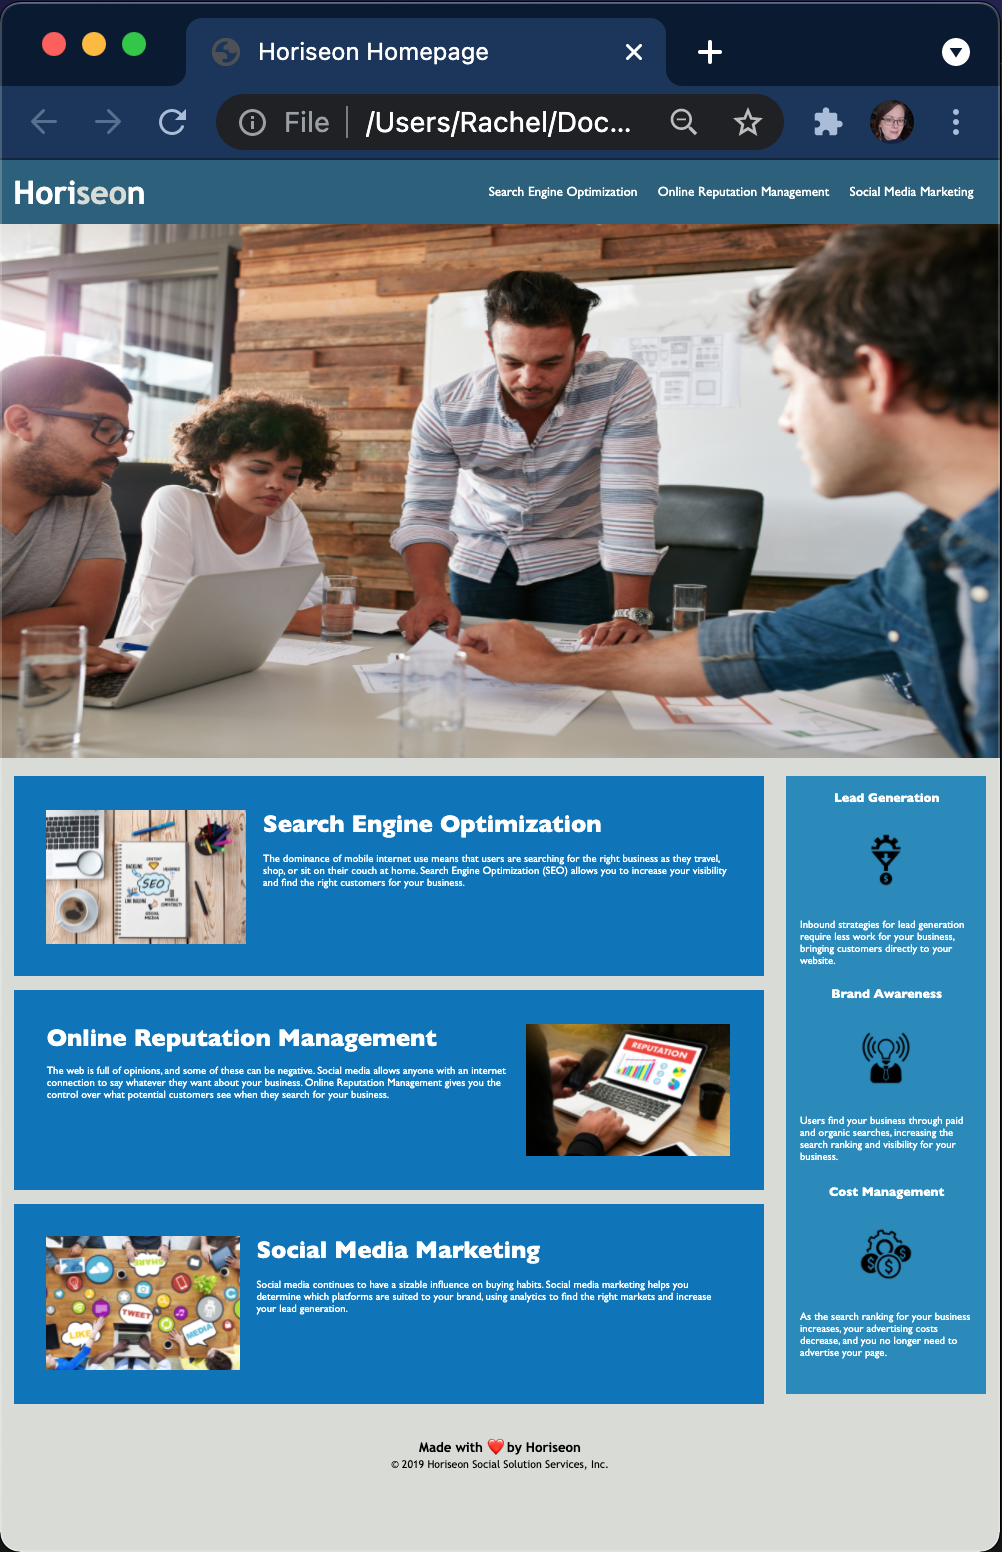 Horiseon Homepage
File /Users/Rachel/Doc...
Horiseon
Search Engine Optimization Online Reputation Management Social Media Marketing
CONTENT
SEO
LINK BUILDING
SOCIAL
MEDIA
Search Engine Optimization
The dominance of mobile internet use means that users are searching for the right business as they travel,
shop, or sit on their couch at home. Search Engine Optimization (SEO) allows you to increase your visibility
and find the right customers for your business.
Online Reputation Management
The web is full of opinions, and some of these can be negative. Social media allows anyone with an internet
connection to say whatever they want about your business. Online Reputation Management gives you the
control over what potential customers see when they search for your business.
REPUTATION
SHARE
TWEET
LIKE
MEDIA
Social Media Marketing
Social media continues to have a sizable influence on buying habits. Social media marketing helps you
determine which platforms are suited to your brand, using analytics to find the right markets and increase
your lead generation.
Lead Generation
Inbound strategies for lead generation
require less work for your business,
bringing customers directly to your
website.
Brand Awareness
Users find your business through paid
and organic searches, increasing the
search ranking and visibility for your
business.
Cost Management
As the search ranking for your business
increases, your advertising costs
decrease, and you no longer need to
advertise your page.
Made with ❤️ by Horiseon
© 2019 Horiseon Social Solution Services, Inc.